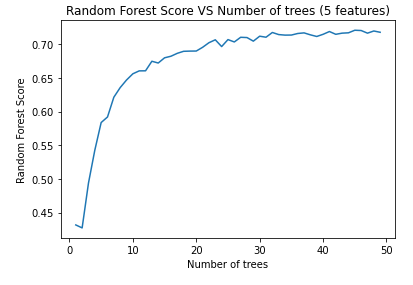 Random Forest Score VS Number of trees (5 features)
0.70
0.65
0.60
0.55
0.50
0.45
Random Forest Score
0 10 20 30 40 50
Number of trees